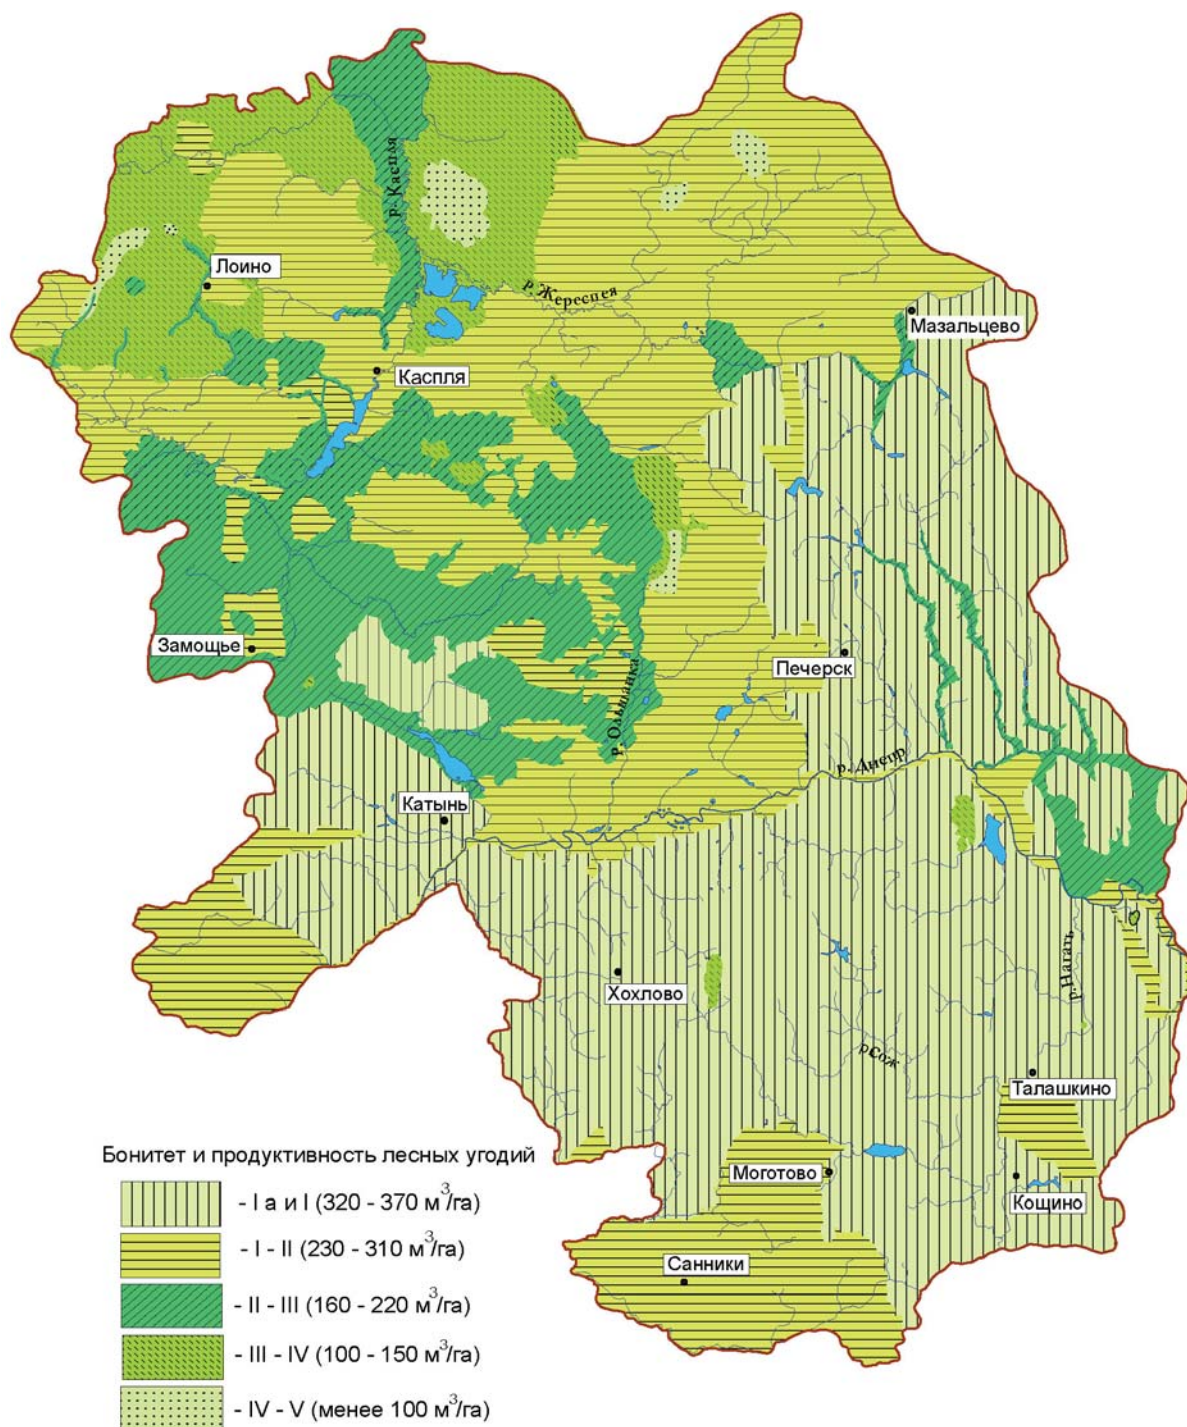 р. Каспля
Лоино
р. Жереспея
Мазальцево
Каспля
Замощье
Печерск
р. Ольшанка
р. Днепр
Катынь
Хохлово
р.Нагать
рСож
Талашкино
Бонитет и продуктивность лесных угодий
Моготово
Кощино
- I а и I (320 - 370 м³/га)
- I - II (230 - 310 м³/га)
Санники
- II - III (160 - 220 м³/га)
- III - IV (100 - 150 м³/га)
- IV - V (менее 100 м³/га)